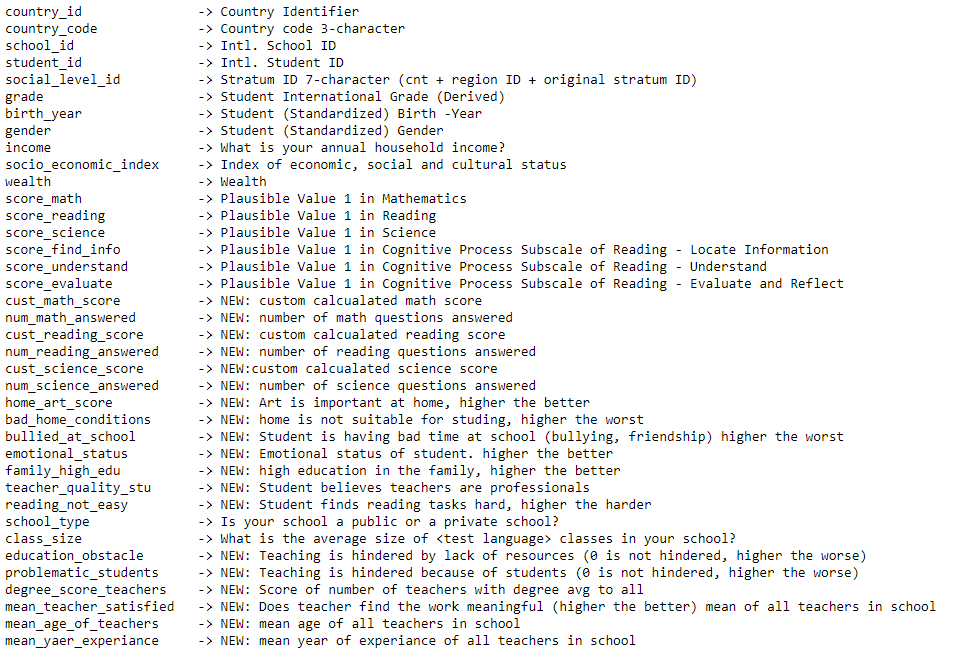 country_id -> Country Identifier
country_code -> Country code 3-character
school_id -> Intl. School ID
student_id -> Intl. Student ID
social_level_id -> Stratum ID 7-character (cnt + region ID + original stratum ID)
grade -> Student International Grade (Derived)
birth_year -> Student (Standardized) Birth -Year
gender -> Student (Standardized) Gender
income -> What is your annual household income?
socio_economic_index -> Index of economic, social and cultural status
wealth -> Wealth
score_math -> Plausible Value 1 in Mathematics
score_reading -> Plausible Value 1 in Reading
score_science -> Plausible Value 1 in Science
score_find_info -> Plausible Value 1 in Cognitive Process Subscale of Reading - Locate Information
score_understand -> Plausible Value 1 in Cognitive Process Subscale of Reading - Understand
score_evaluate -> Plausible Value 1 in Cognitive Process Subscale of Reading - Evaluate and Reflect
cust_math_score -> NEW: custom calcualated math score
num_math_answered -> NEW: number of math questions answered
cust_reading_score -> NEW: custom calcualated reading score
num_reading_answered -> NEW: number of reading questions answered
cust_science_score -> NEW:custom calcualated science score
num_science_answered -> NEW: number of science questions answered
home_art_score -> NEW: Art is important at home, higher the better
bad_home_conditions -> NEW: home is not suitable for studing, higher the worst
bullied_at_school -> NEW: Student is having bad time at school (bullying, friendship) higher the worst
emotional_status -> NEW: Emotional status of student. higher the better
family_high_edu -> NEW: high education in the family, higher the better
teacher_quality_stu -> NEW: Student believes teachers are professionals
reading_not_easy -> NEW: Student finds reading tasks hard, higher the harder
school_type -> Is your school a public or a private school?
class_size -> What is the average size of <test language> classes in your school?
education_obstacle -> NEW: Teaching is hindered by lack of resources (0 is not hindered, higher the worse)
problematic_students -> NEW: Teaching is hindered because of students (0 is not hindered, higher the worse)
degree_score_teachers -> NEW: Score of number of teachers with degree avg to all
mean_teacher_satisfied -> NEW: Does teacher find the work meaningful (higher the better) mean of all teachers in school
mean_age_of_teachers -> NEW: mean age of all teachers in school
mean_yaer_experiance -> NEW: mean year of experiance of all teachers in school